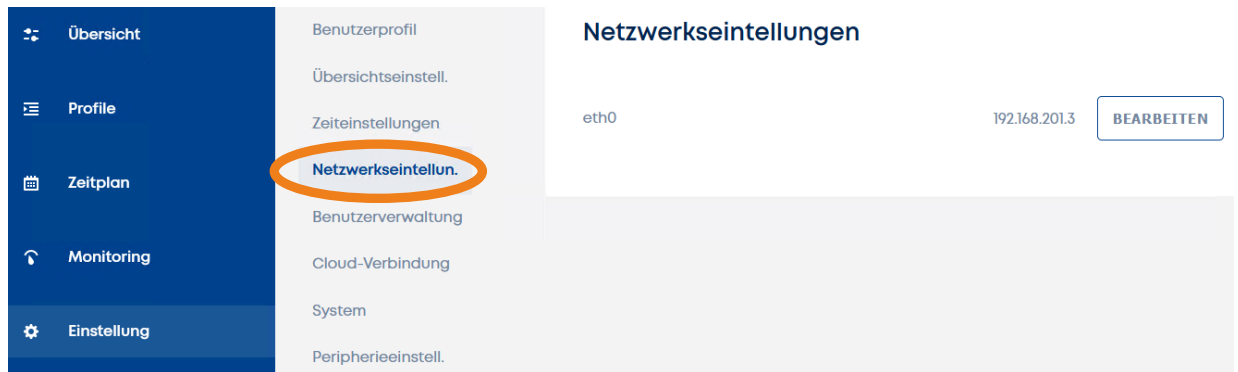 Übersicht
Profile
Zeitplan
Monitoring
Einstellung
Benutzerprofil
Übersichtseinstell.
Zeiteinstellungen
Netzwerkseintellun.
Benutzerverwaltung
Cloud-Verbindung
System
Peripherieeinstell.
Netzwerkseintellungen
eth0 192.168.201.3 BEARBEITEN